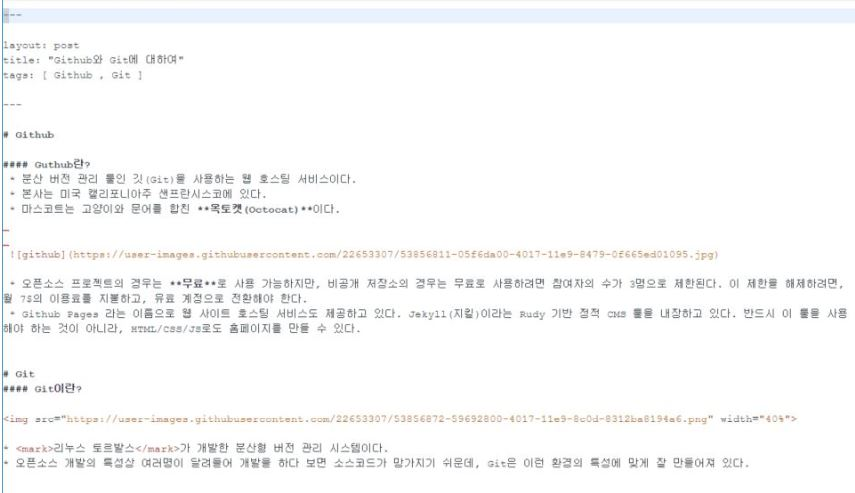 ---
layout: post
title: "Github와 Git에 대하여"
tags: [ Github , Git ]
---
# Github
#### Guthub란?
* 분산 버전 관리 툴인 깃(Git)을 사용하는 웹 호스팅 서비스이다.
* 본사는 미국 캘리포니아주 샌프란시스코에 있다.
* 마스코트는 고양이와 문어를 합친 **옥토캣(Octocat)**이다.
![github](https://user-images.githubusercontent.com/22653307/53856811-05f6da00-4017-11e9-8479-0f665ed01095.jpg)
* 오픈소스 프로젝트의 경우는 **무료**로 사용 가능하지만, 비공개 저장소의 경우는 무료로 사용하려면 참여자의 수가 3명으로 제한된다. 이 제한을 해제하려면,
월 7$의 이용료를 지불하고, 유료 계정으로 전환해야 한다.
* Github Pages 라는 이름으로 웹 사이트 호스팅 서비스도 제공하고 있다. Jekyll(지킬)이라는 Rudy 기반 정적 CMS 툴을 내장하고 있다. 반드시 이 툴을 사용
해야 하는 것이 아니라, HTML/CSS/JS로도 홈페이지를 만들 수 있다.
# Git
#### Git이란?
<img src="https://user-images.githubusercontent.com/22653307/53856872-59692800-4017-11e9-8c0d-8312ba8194a6.png" width="40%">
* <mark>리누스 토르발스</mark>가 개발한 분산형 버전 관리 시스템이다.
* 오픈소스 개발의 특성상 여러명이 달려들어 개발을 하다 보면 소스코드가 망가지기 쉬운데, Git은 이런 환경의 특성에 맞게 잘 만들어져 있다.